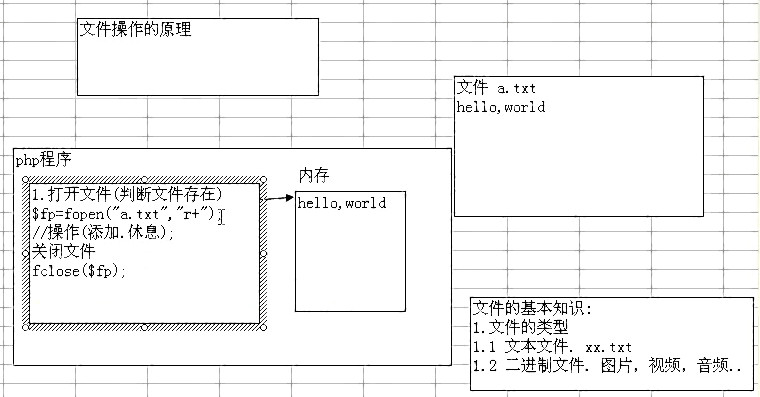 文件操作的原理
文件 a.txt
hello,world
php程序
1.打开文件(判断文件存在)
$fp=fopen("a.txt","r+")
//操作(添加.休息);
关闭文件
fclose($fp);
内存
hello,world
文件的基本知识:
1.文件的类型
1.1 文本文件. xx.txt
1.2 二进制文件. 图片, 视频, 音频..